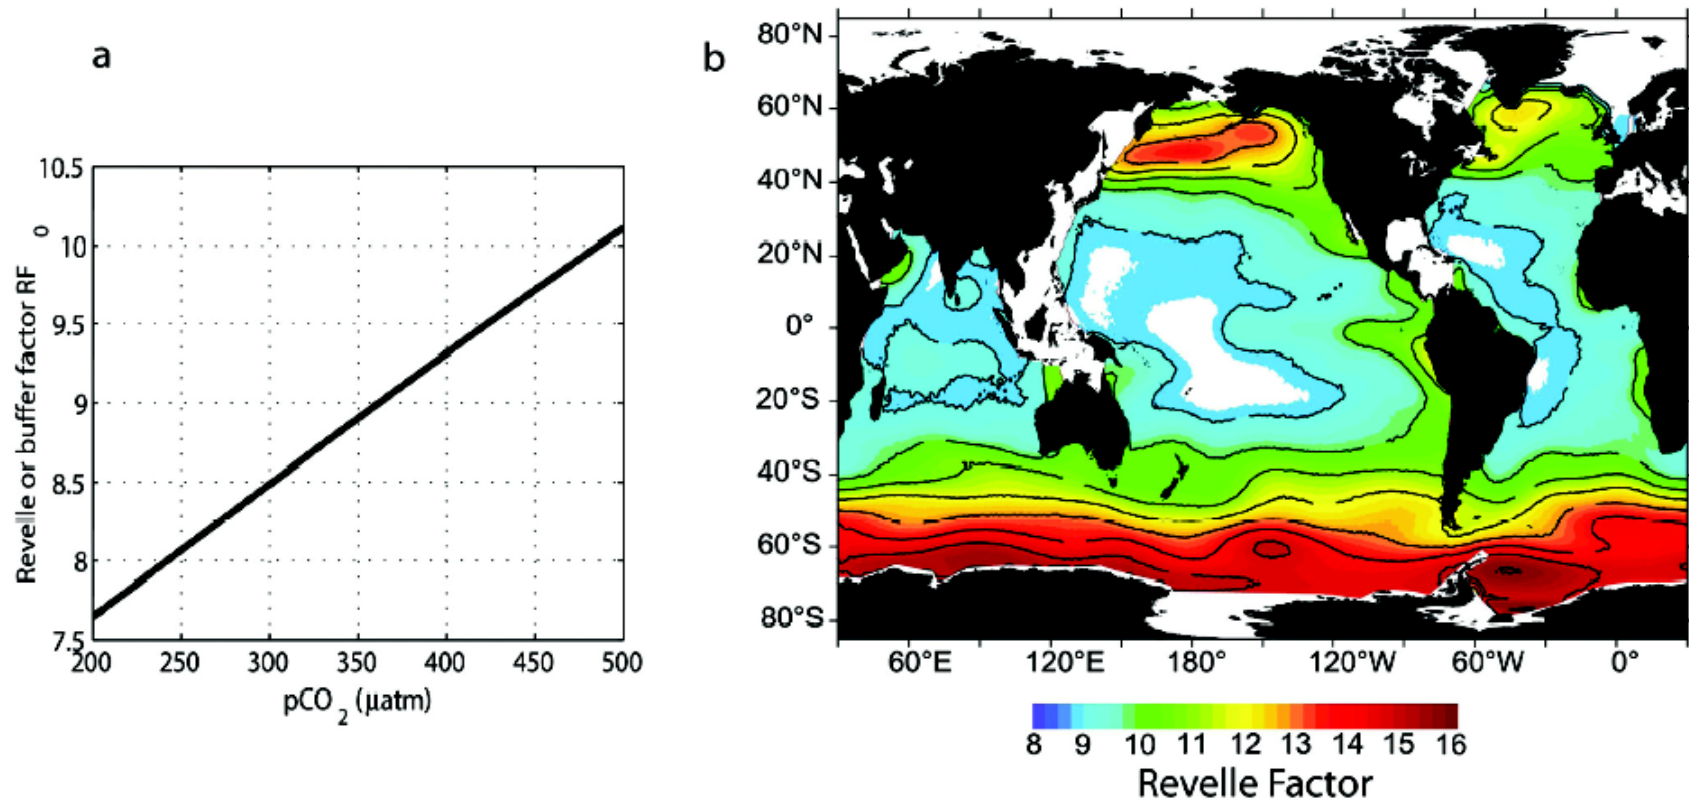 a
Revelle or buffer factor RF 0
10.5
10
9.5
9
8.5
8
7.5
200 250 300 350 400 450 500
pCO 2 (µatm)
b
80°N
60°N
40°N
20°N
0°
20°S
40°S
60°S
80°S
60°E 120°E 180° 120°W 60°W 0°
8 9 10 11 12 13 14 15 16
Revelle Factor